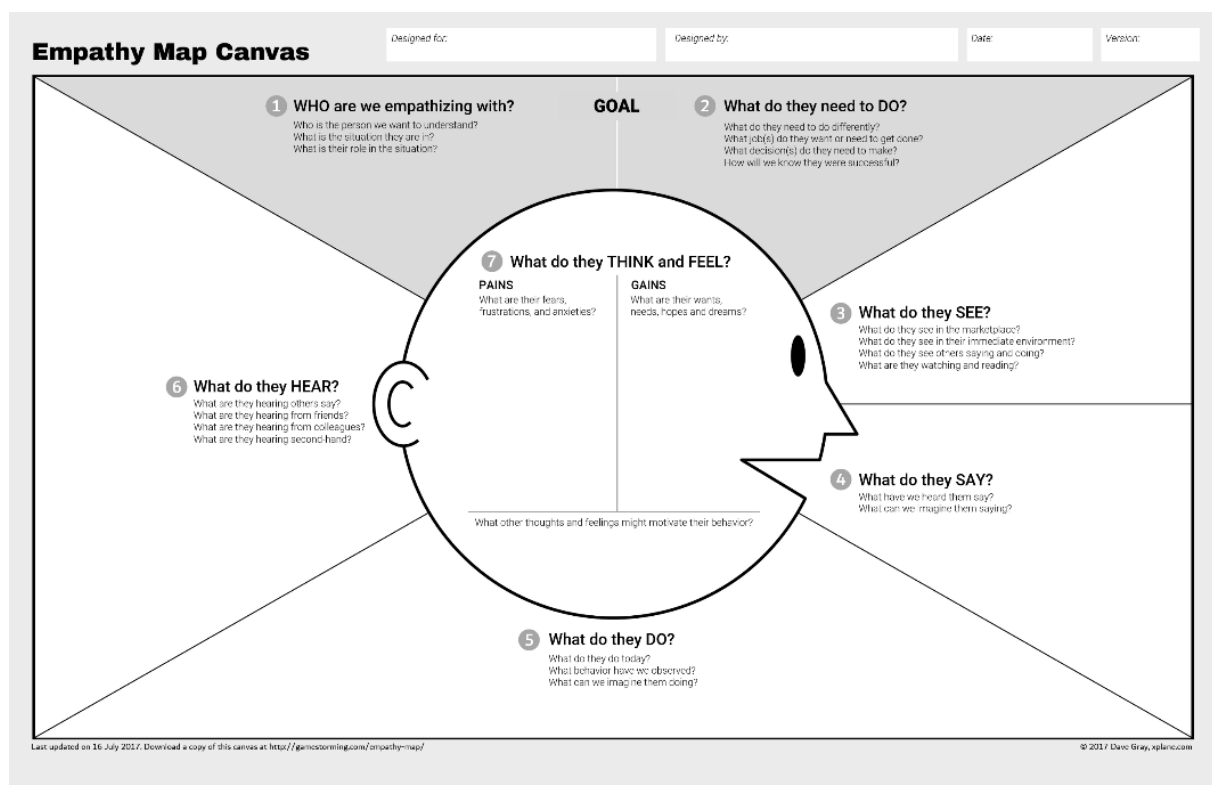 Empathy Map Canvas
Designed for:
Designed by:
Date:
Version:
1 WHO are we empathizing with?
Who is the person we want to understand?
What is the situation they are in?
What is their role in the situation?
GOAL
2 What do they need to DO?
What do they need to do differently?
What job(s) do they want or need to get done?
What decision(s) do they need to make?
How will we know they were successful?
3 What do they SEE?
What do they see in the marketplace?
What do they see in their immediate environment?
What do they see others saying and doing?
What are they watching and reading?
4 What do they SAY?
What have we heard them say?
What can we imagine them saying?
5 What do they DO?
What do they do today?
What behavior have we observed?
What can we imagine them doing?
6 What do they HEAR?
What are they hearing others say?
What are they hearing from friends?
What are they hearing from colleagues?
What are they hearing second-hand?
7 What do they THINK and FEEL?
PAINS
What are their fears,
frustrations, and anxieties?
GAINS
What are their wants,
needs, hopes and dreams?
What other thoughts and feelings might motivate their behavior?
Last updated on 16 July 2017. Download a copy of this canvas at http://gamestorming.com/empathy-map/
© 2017 Dave Gray, xplane.com